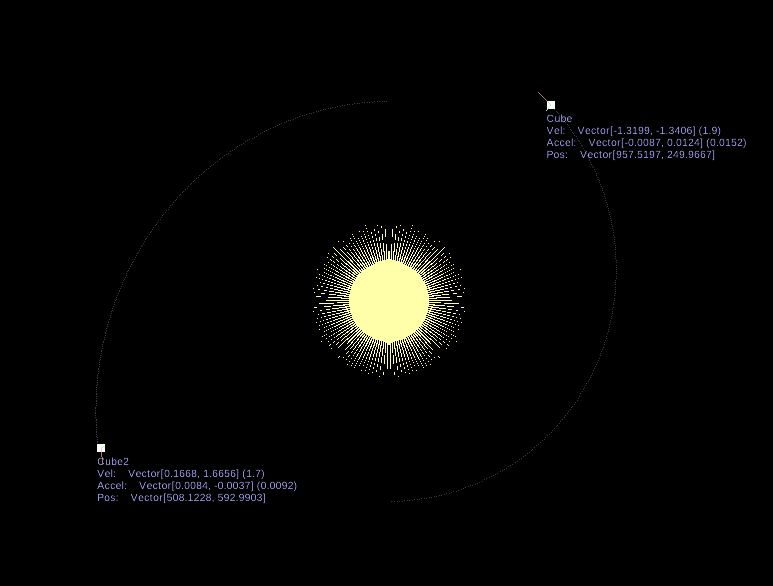 Cube
Vel:    Vector[-1.3199, -1.3406] (1.9)
Accel:    Vector[-0.0087, 0.0124] (0.0152)
Pos:    Vector[957.5197, 249.9667]
Cube2
Vel:    Vector[0.1668, 1.6656] (1.7)
Accel:    Vector[0.0084, -0.0037] (0.0092)
Pos:    Vector[508.1228, 592.9903]